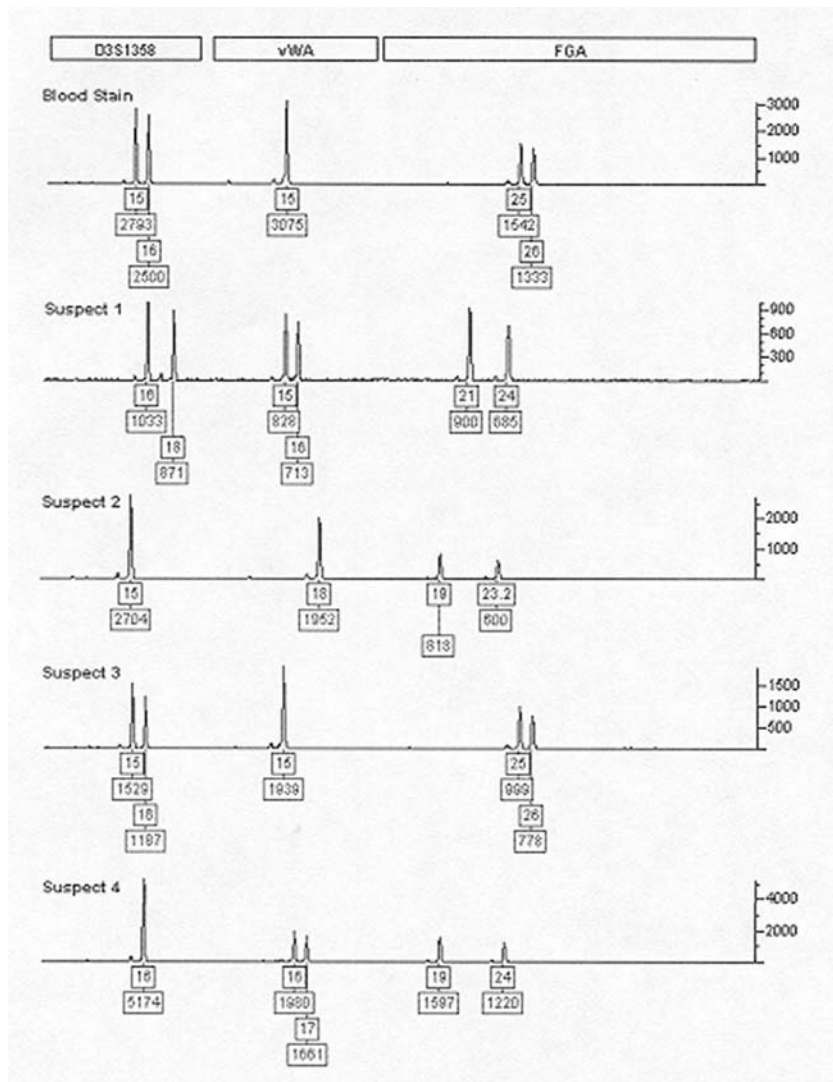 D3S1358 vWA FGA
Blood Stain
3000
2000
1000
15 15 25
2793 3075 1542
16 26
2500 1333
Suspect 1
900
600
300
16 15 21 24
1033 828 900 685
18 16
871 713
Suspect 2
2000
1000
15 18 19 23.2
2704 1952 600
818
Suspect 3
1500
1000
500
15 15 25
1529 1939 999
16 26
1187 778
Suspect 4
4000
2000
16 16 19 24
5174 1980 1597 1220
17
1661